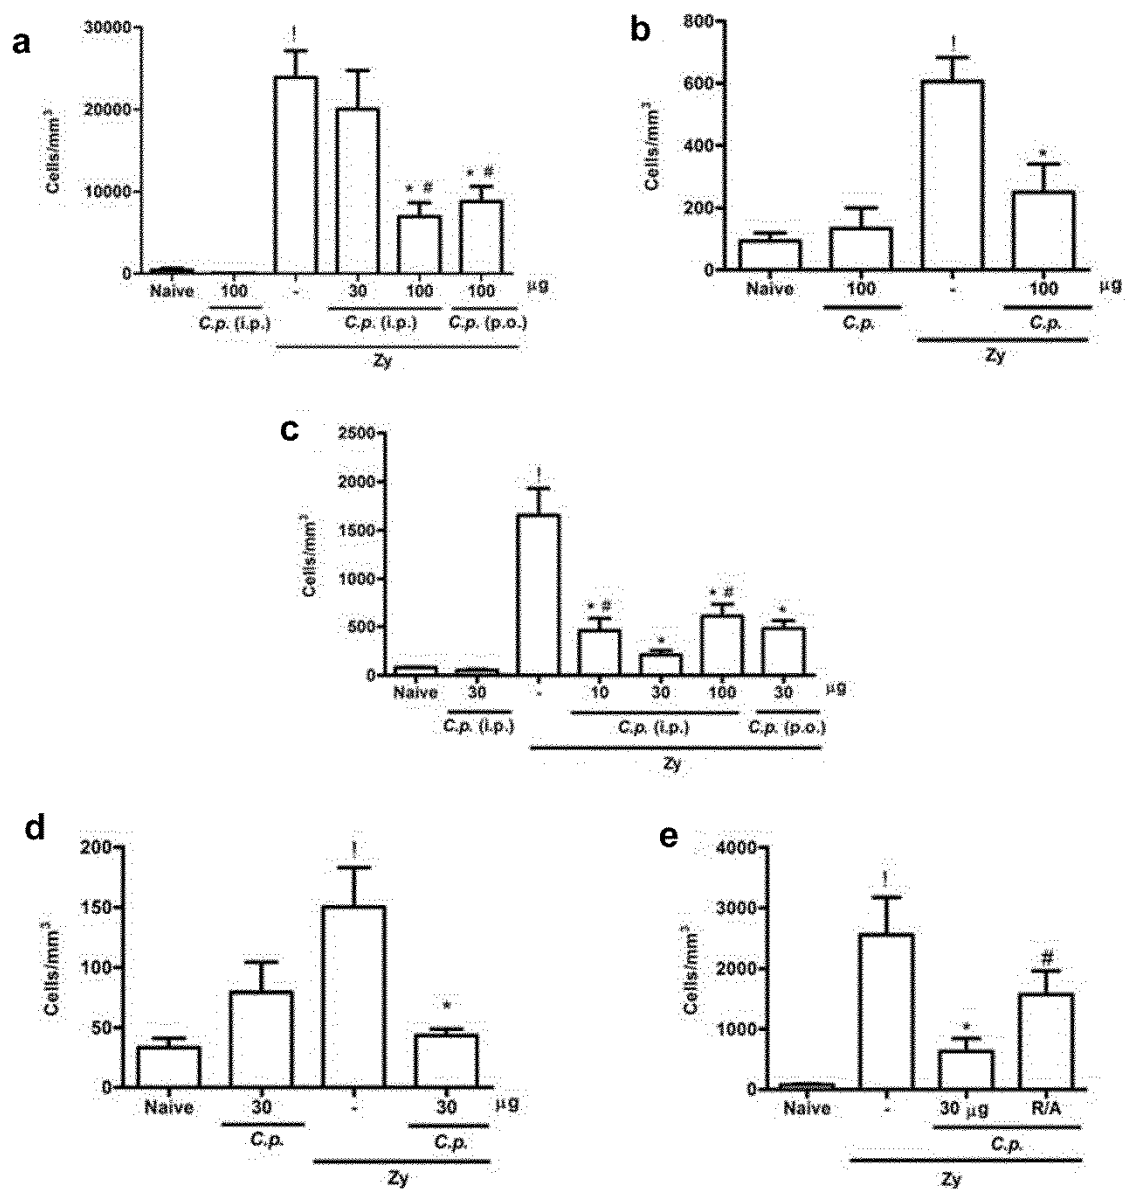 a
30000
20000
10000
0
Cells/mm³
!
* #
* #
Naive 100 - 30 100 100 µg
C.p. (i.p.) C.p. (i.p.) C.p. (p.o.)
Zy
b
800
600
400
200
0
Cells/mm³
!
*
Naive 100 - 100 µg
C.p. C.p.
Zy
c
2500
2000
1500
1000
500
0
Cells/mm³
!
* #
*
* #
*
Naive 30 - 10 30 100 30 µg
C.p. (i.p.) C.p. (i.p.) C.p. (p.o.)
Zy
d
200
150
100
50
0
Cells/mm³
!
*
Naive 30 - 30 µg
C.p. C.p.
Zy
e
4000
3000
2000
1000
0
Cells/mm³
!
*
#
Naive - 30 µg R/A
C.p.
Zy